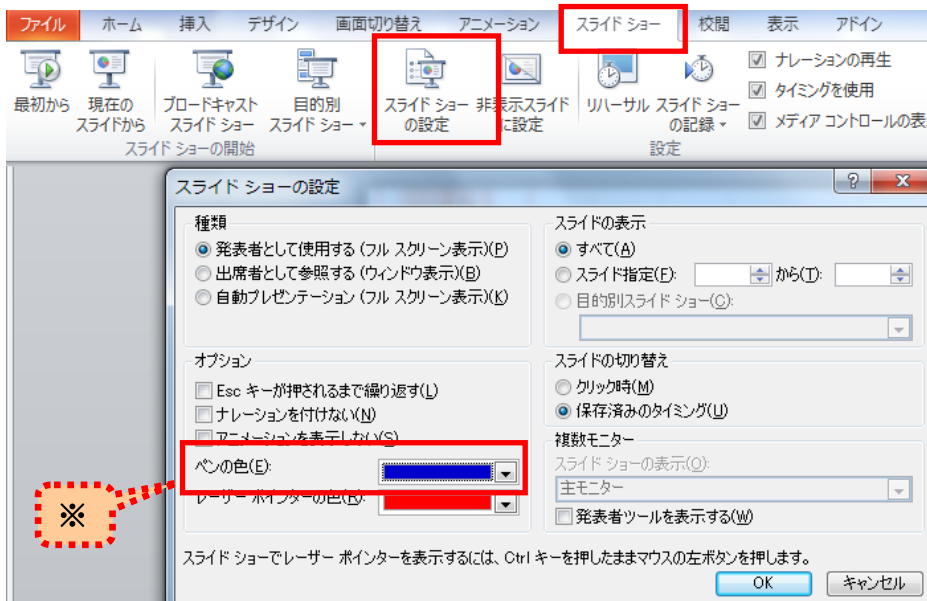 ファイル ホーム 挿入 デザイン 画面切り替え アニメーション スライド ショー 校閲 表示 アドイン
最初から 現在の スライドから ブロードキャスト スライド ショー 目的別 スライド ショー スライド ショー の設定 非表示スライド に設定 リハーサル スライド ショー の記録
ナレーションの再生
タイミングを使用
メディア コントロールの表
スライド ショーの開始 設定
スライド ショーの設定
種類
発表者として使用する (フル スクリーン表示)(P)
出席者として参照する (ウィンドウ表示)(B)
自動プレゼンテーション (フル スクリーン表示)(K)
スライドの表示
すべて(A)
スライド指定(F): から(T):
目的別スライド ショー(C):
オプション
Esc キーが押されるまで繰り返す(L)
ナレーションを付けない(N)
アニメーションを表示しない(S)
ペンの色(E):
レーザー ポインターの色(R):
スライドの切り替え
クリック時(M)
保存済みのタイミング(U)
複数モニター
スライド ショーの表示(O):
主モニター
発表者ツールを表示する(W)
※
スライド ショーでレーザー ポインターを表示するには、Ctrl キーを押したままマウスの左ボタンを押します。
OK キャンセル